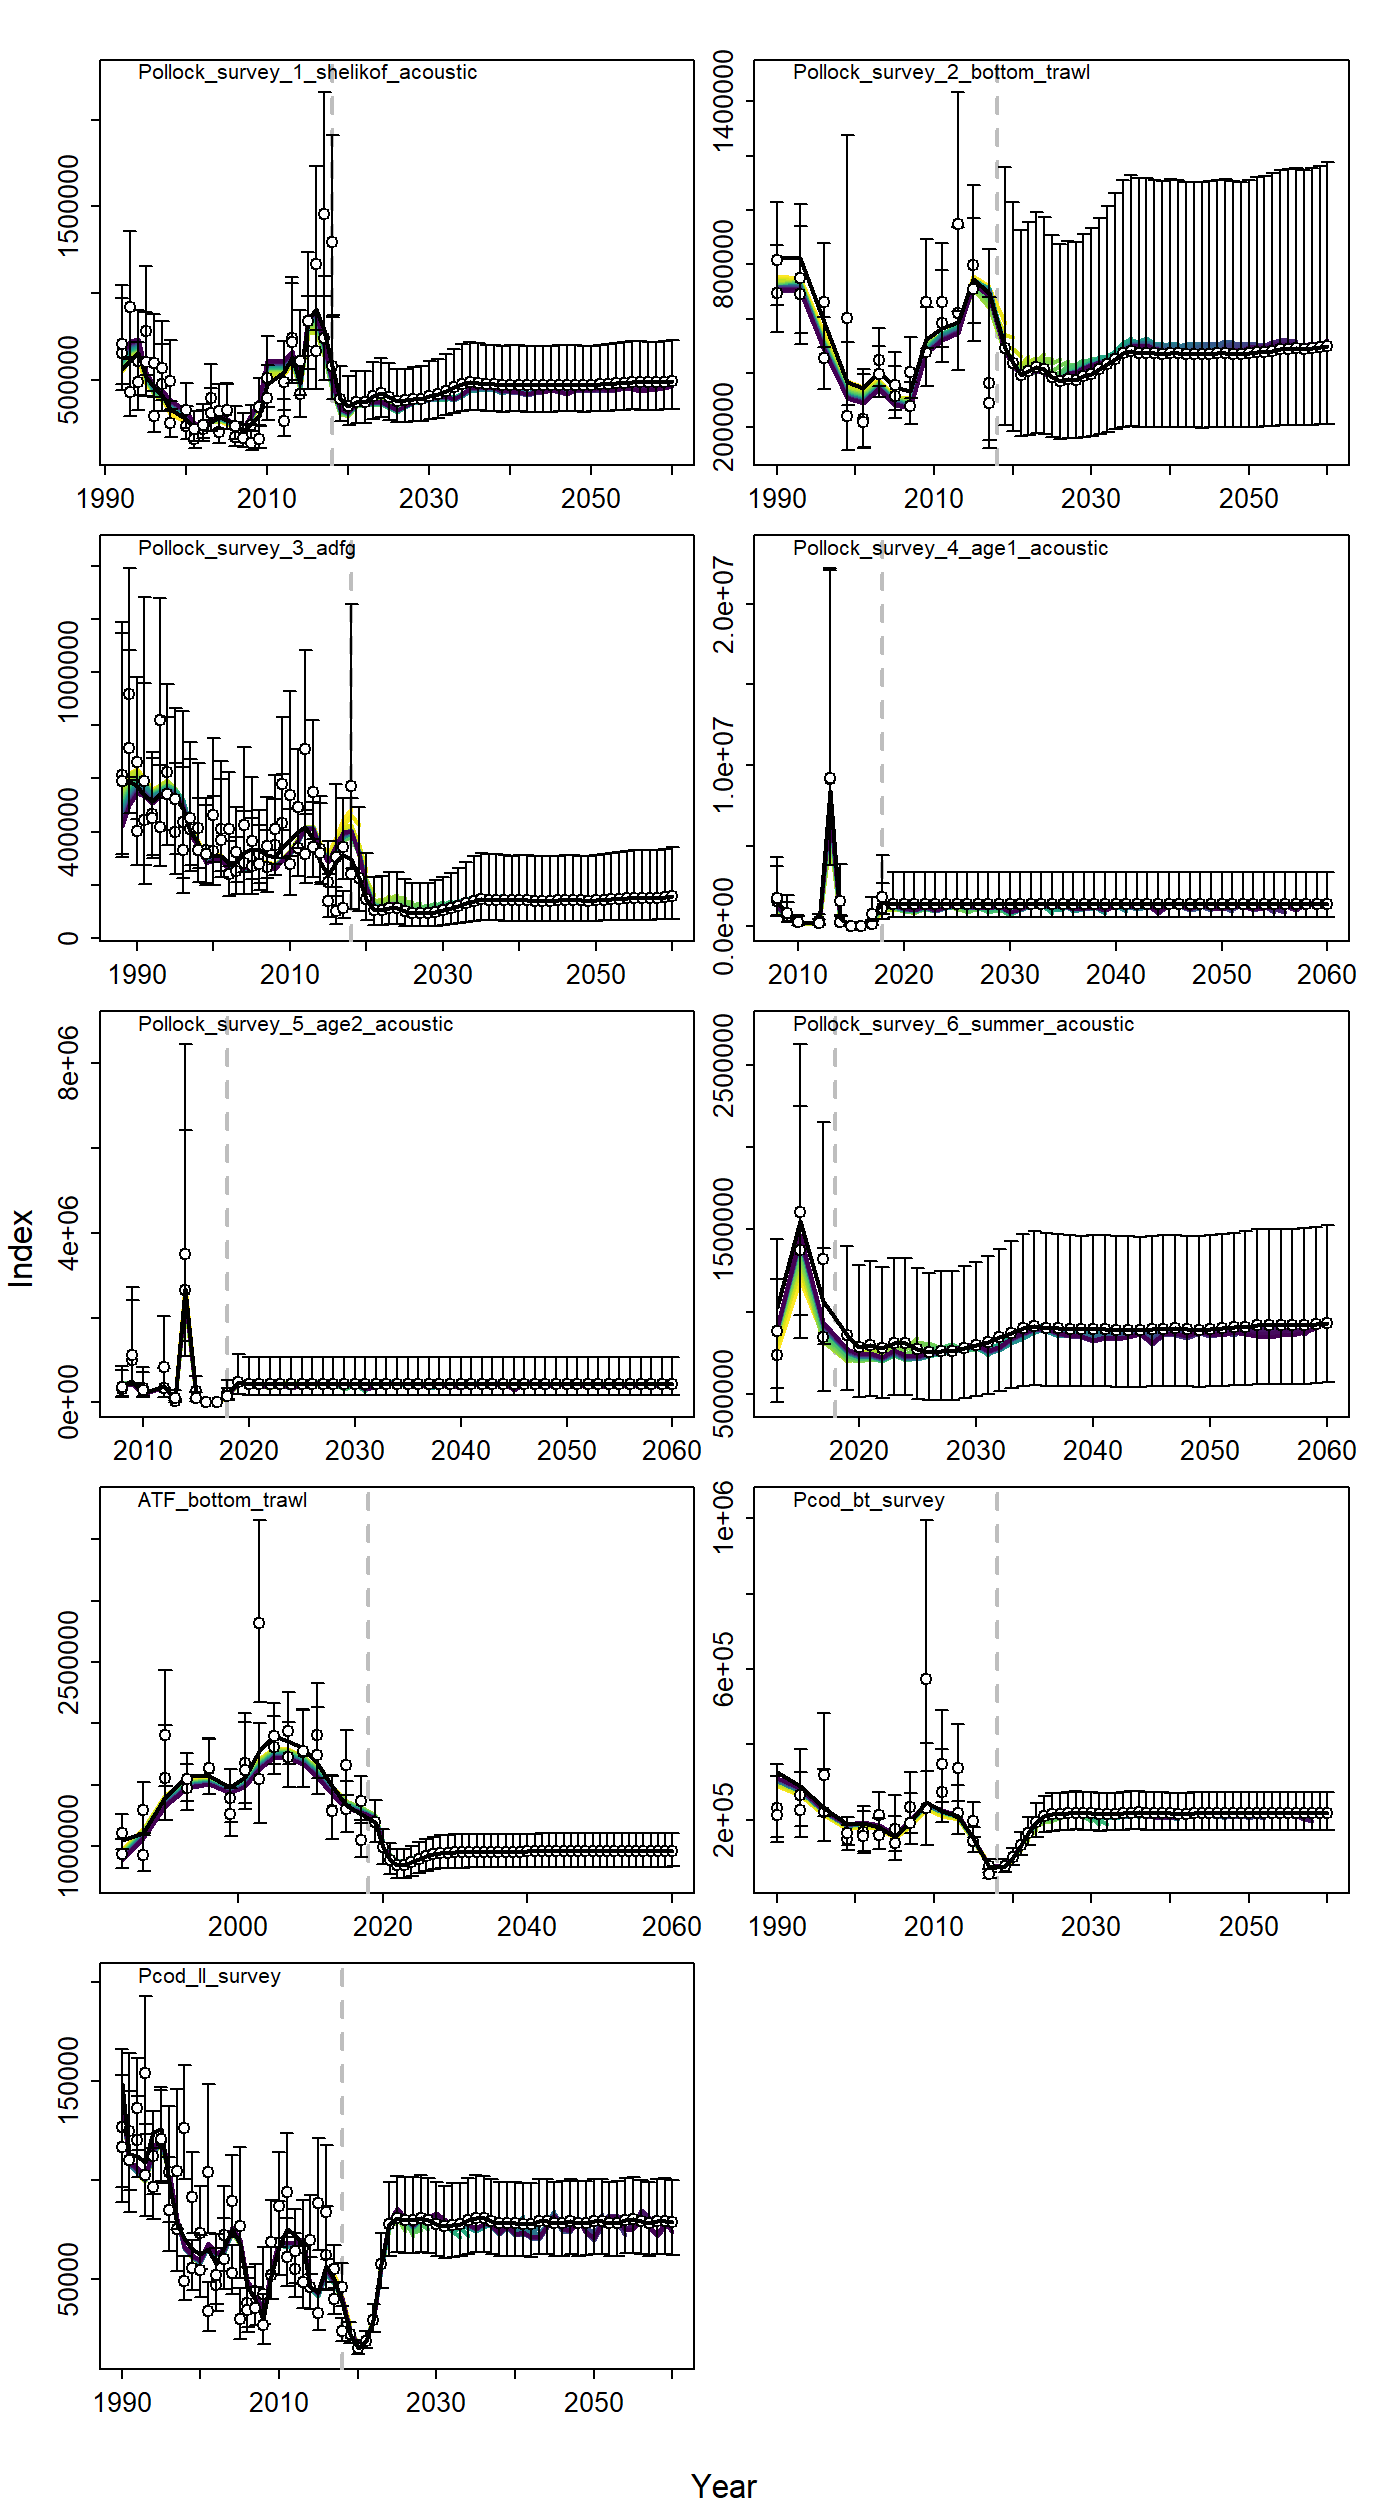 Pollock_survey_1_shelikof_acoustic
500000
1500000
1990
2010
2030
2050
Pollock_survey_2_bottom_trawl
200000
800000
1400000
1990
2010
2030
2050
Pollock_survey_3_adfg
0
400000
1000000
1990
2010
2030
2050
Pollock_survey_4_age1_acoustic
0.0e+00
1.0e+07
2.0e+07
2010
2020
2030
2040
2050
2060
Pollock_survey_5_age2_acoustic
0e+00
4e+06
8e+06
2010
2020
2030
2040
2050
2060
Pollock_survey_6_summer_acoustic
500000
1500000
2500000
2020
2030
2040
2050
2060
Index
ATF_bottom_trawl
1000000
2500000
2000
2020
2040
2060
Pcod_bt_survey
2e+05
6e+05
1e+06
1990
2010
2030
2050
Pcod_ll_survey
50000
150000
1990
2010
2030
2050
Year